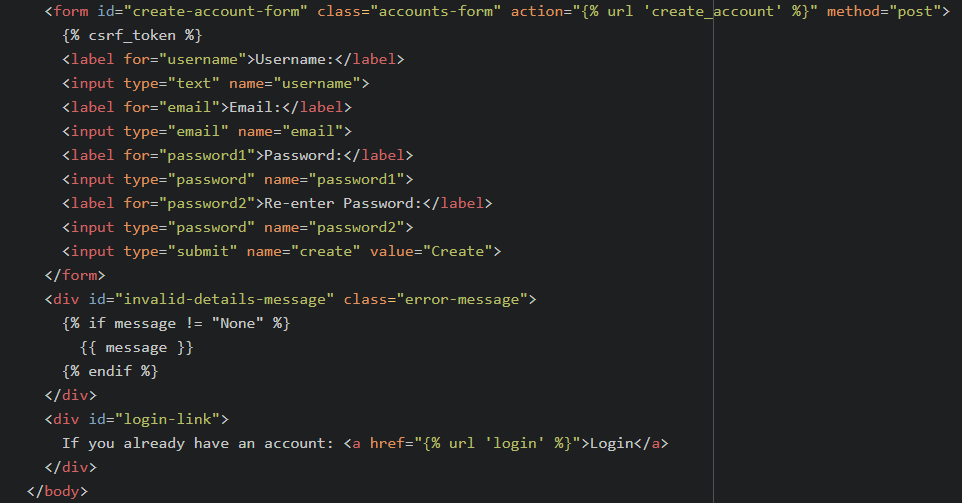 <form id="create-account-form" class="accounts-form" action="{% url 'create_account' %}" method="post">
{% csrf_token %}
<label for="username">Username:</label>
<input type="text" name="username">
<label for="email">Email:</label>
<input type="email" name="email">
<label for="password1">Password:</label>
<input type="password" name="password1">
<label for="password2">Re-enter Password:</label>
<input type="password" name="password2">
<input type="submit" name="create" value="Create">
</form>
<div id="invalid-details-message" class="error-message">
{% if message != "None" %}
{{ message }}
{% endif %}
</div>
<div id="login-link">
If you already have an account: <a href="{% url 'login' %}">Login</a>
</div>
</body>